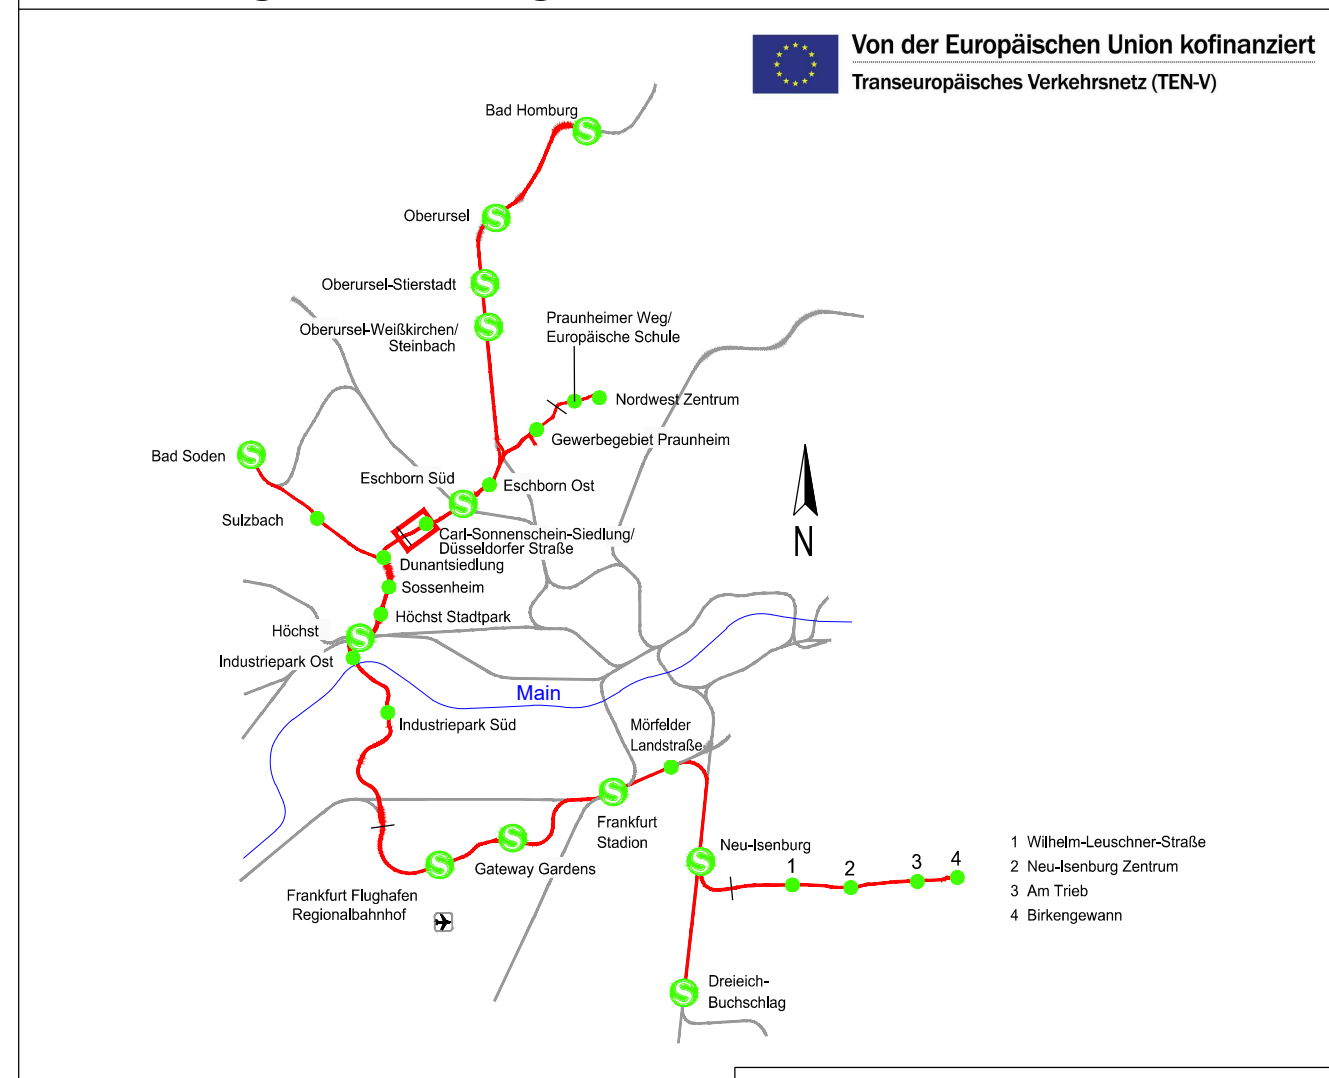 Von der Europäischen Union kofinanziert
Transeuropäisches Verkehrsnetz (TEN-V)
Bad Homburg
S
Oberursel
S
Oberursel-Stierstadt
S
Oberursel-Weißkirchen/
Steinbach
S
Praunheimer Weg/
Europäische Schule
Nordwest Zentrum
Gewerbegebiet Praunheim
Bad Soden
S
Eschborn Süd
S
Eschborn Ost
Sulzbach
Carl-Sonnenschein-Siedlung/
Düsseldorfer Straße
Dunantsiedlung
N
Sossenheim
Höchst Stadtpark
Höchst
S
Industriepark Ost
Main
Industriepark Süd
Mörfelder
Landstraße
S
Frankfurt
Stadion
S
Gateway Gardens
S
Frankfurt Flughafen
Regionalbahnhof
Neu-Isenburg
S
1
2
3
4
1 Wilhelm-Leuschner-Straße
2 Neu-Isenburg Zentrum
3 Am Trieb
4 Birkengewann
S
Dreieich-
Buchschlag